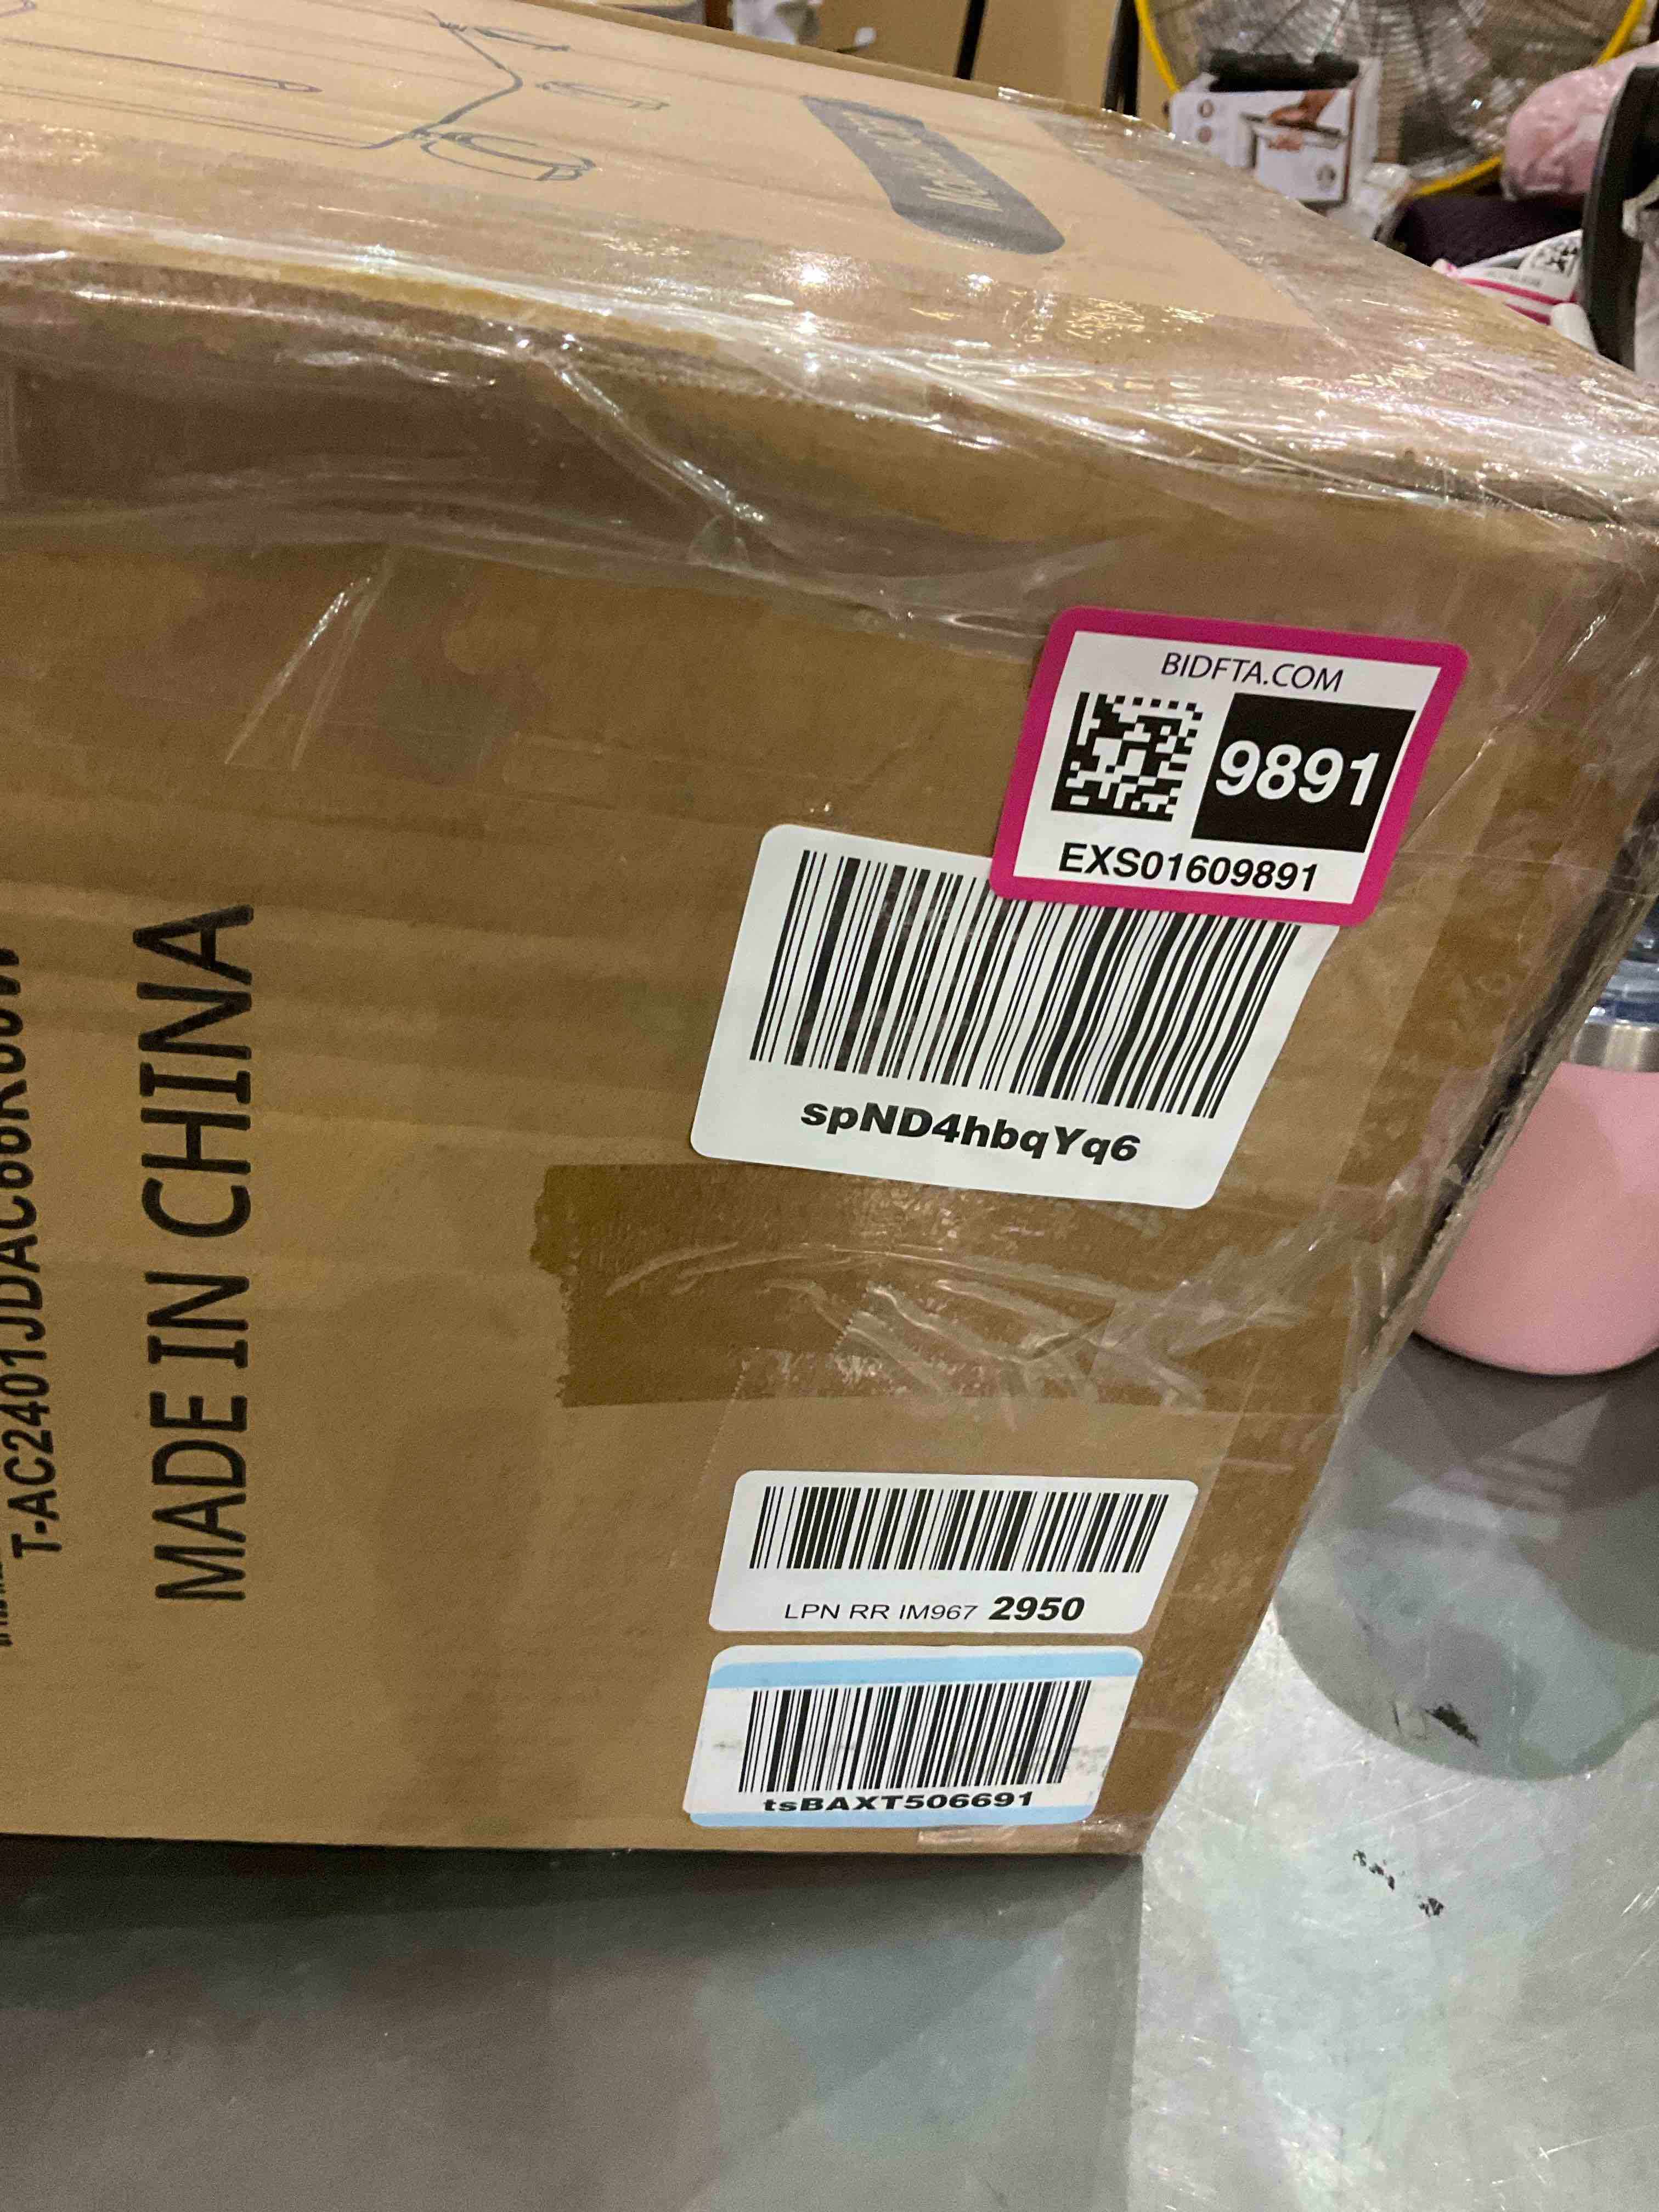 BIDFTA.COM
9891
EXS01609891
spND4hbqYq6
MADE IN CHINA
LPN RR IM967 2950
tsBAXT506691